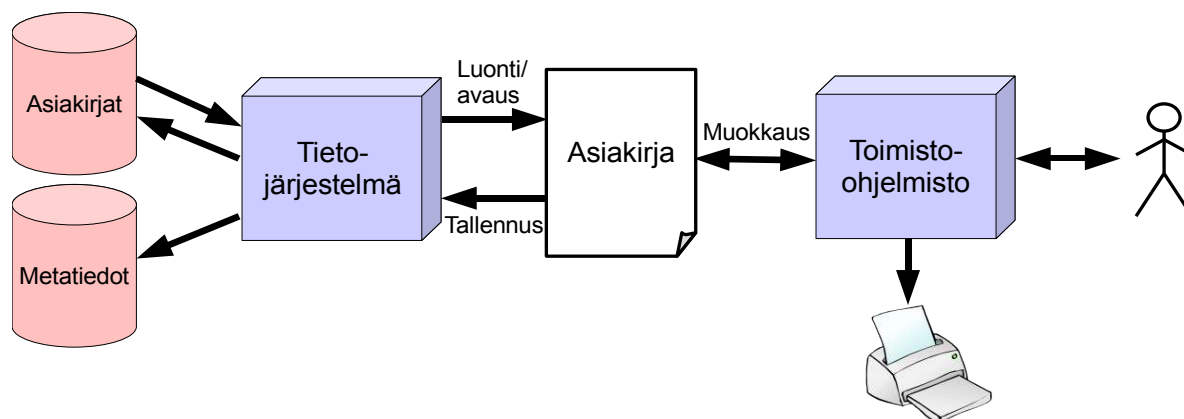 Asiakirjat
Metatiedot
Tieto-
järjestelmä
Luonti/
avaus
Tallennus
Asiakirja
Muokkaus
Toimisto-
ohjelmisto